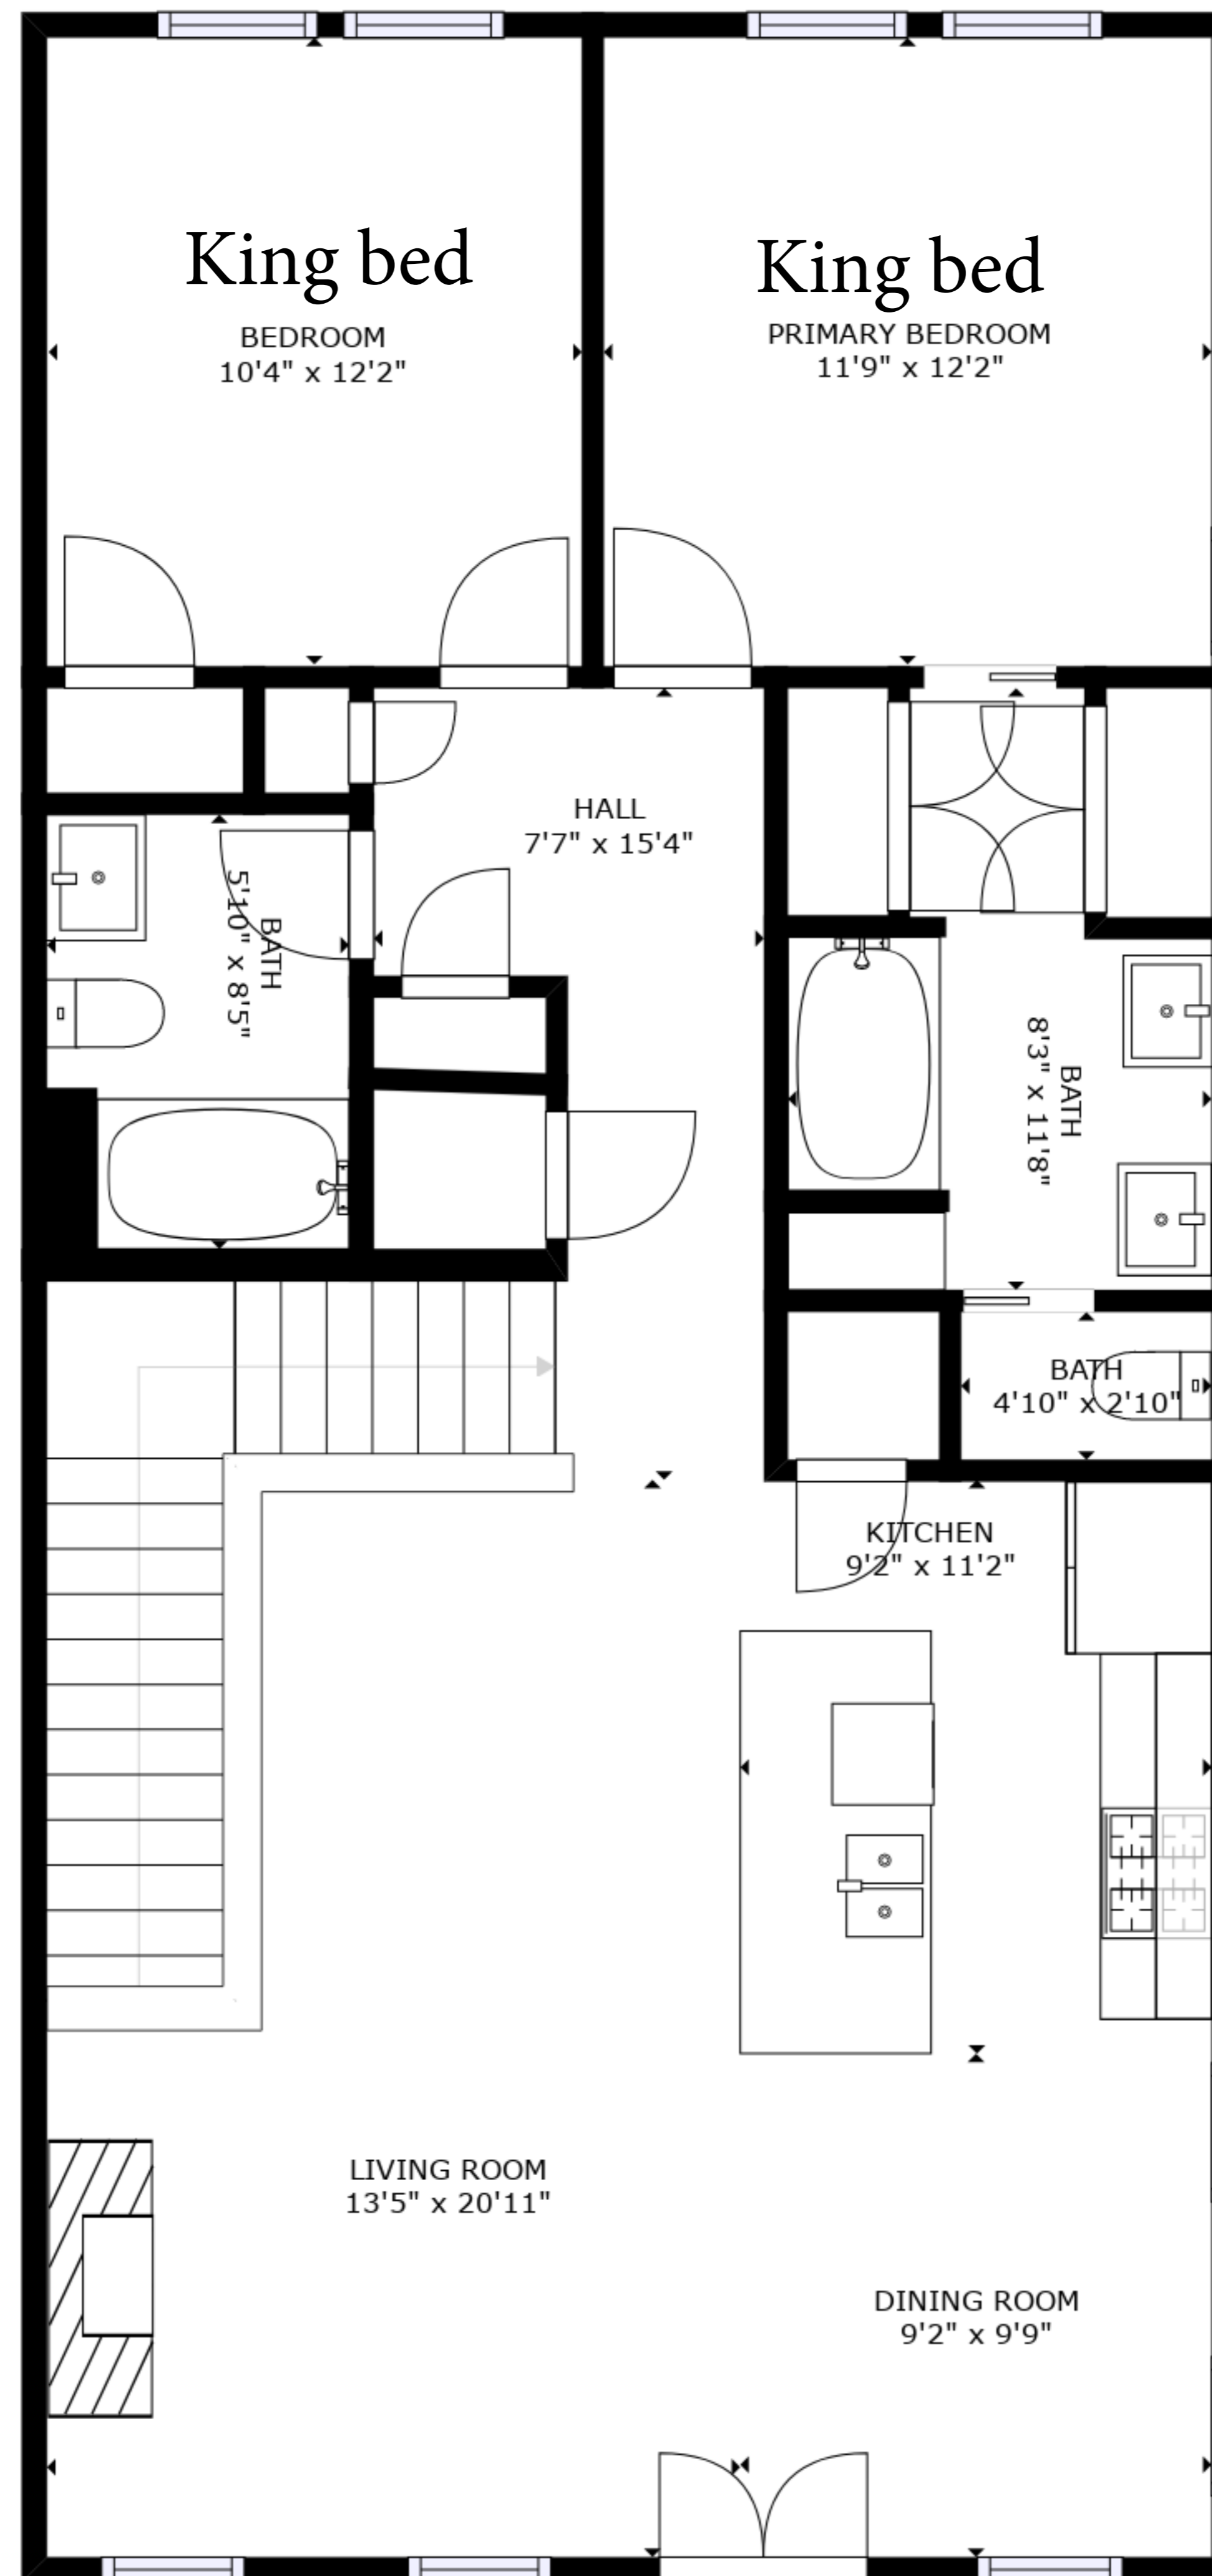 King bed
BEDROOM
10'4" x 12'2"
King bed
PRIMARY BEDROOM
11'9" x 12'2"
HALL
7'7" x 15'4"
BATH
5'10" x 8'5"
BATH
8'3" x 11'8"
BATH
4'10" x 2'10"
KITCHEN
9'2" x 11'2"
LIVING ROOM
13'5" x 20'11"
DINING ROOM
9'2" x 9'9"